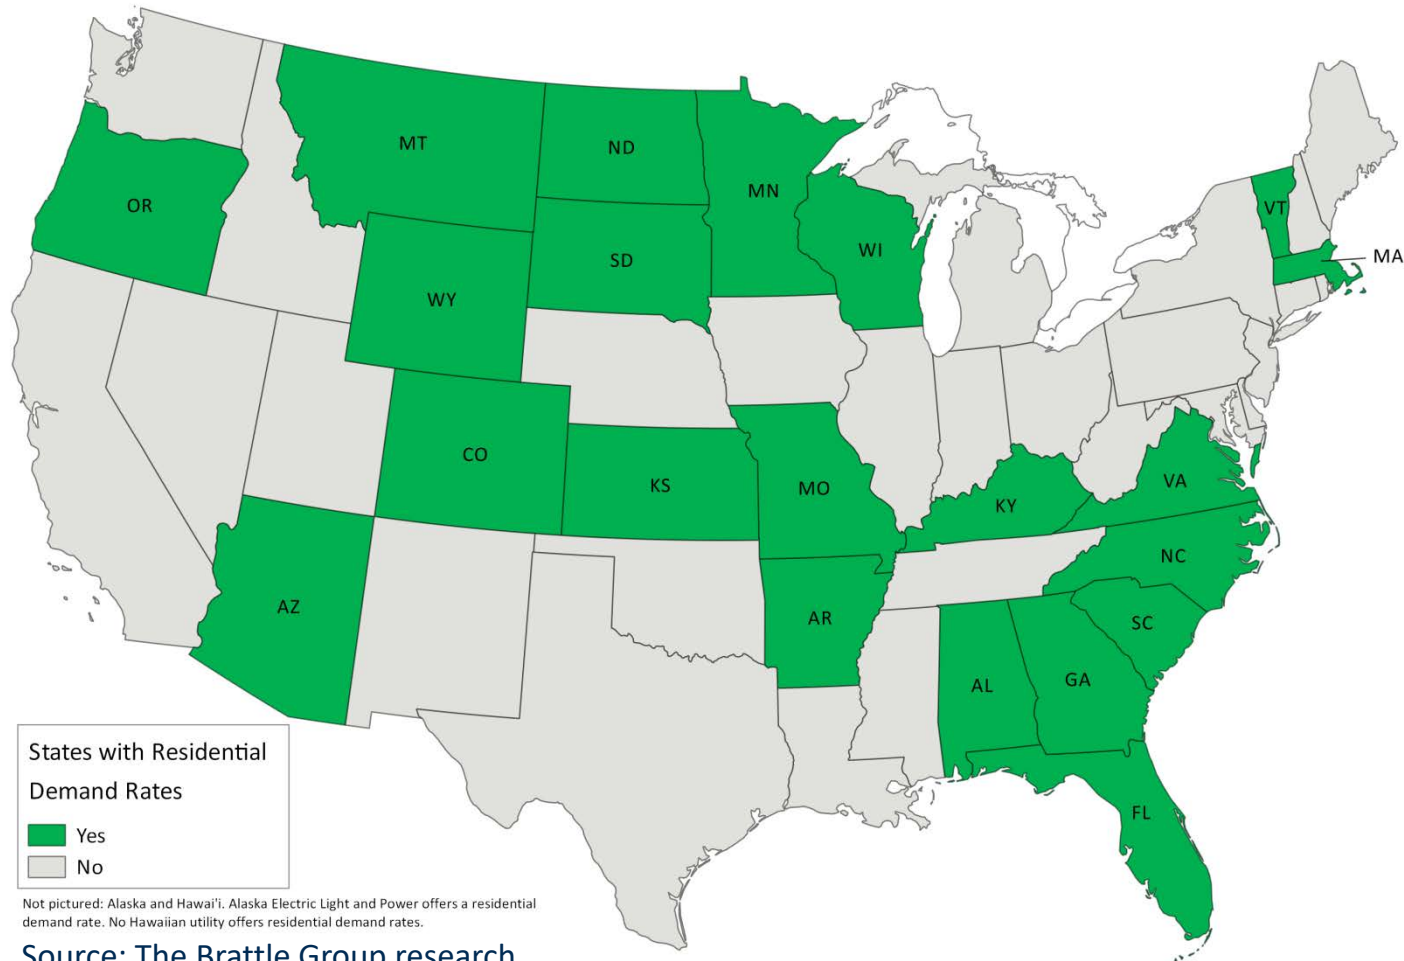 MT
ND
MN
OR
VT
WI
MA
SD
WY
CO
KS
MO
VA
KY
NC
AZ
AR
SC
GA
AL
FL
States with Residential
Demand Rates
Yes
No
Not pictured: Alaska and Hawai'i. Alaska Electric Light and Power offers a residential
demand rate. No Hawaiian utility offers residential demand rates.
Source: The Brattle Group research